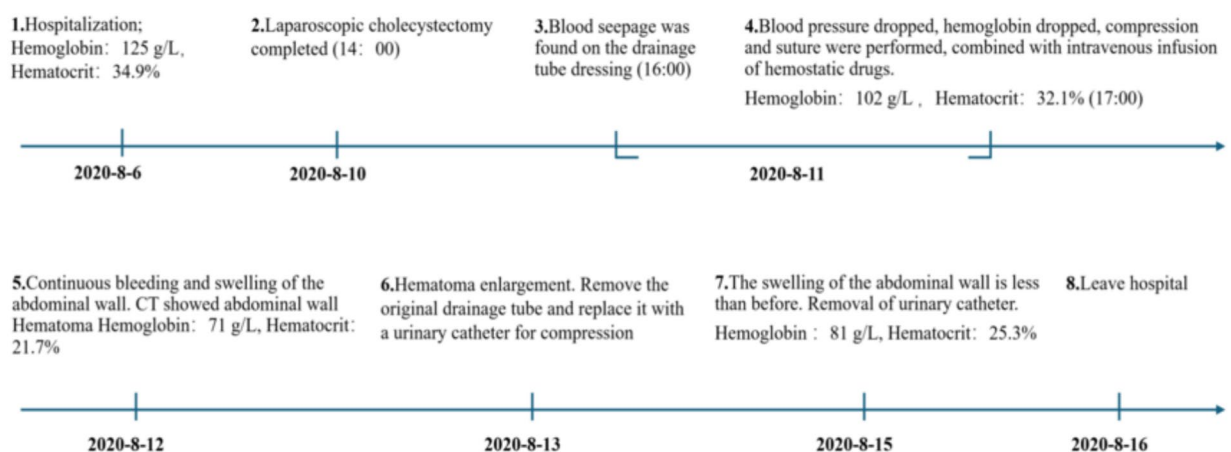 1.Hospitalization;
Hemoglobin： 125 g/L,
Hematocrit： 34.9%
2.Laparoscopic cholecystectomy
completed (14： 00)
3.Blood seepage was
found on the drainage
tube dressing (16:00)
4.Blood pressure dropped, hemoglobin dropped, compression
and suture were performed, combined with intravenous infusion
of hemostatic drugs.
Hemoglobin： 102 g/L , Hematocrit： 32.1% (17:00)
2020-8-6
2020-8-10
2020-8-11
5.Continuous bleeding and swelling of the
abdominal wall. CT showed abdominal wall
Hematoma Hemoglobin： 71 g/L, Hematocrit：
21.7%
6.Hematoma enlargement. Remove the
original drainage tube and replace it with
a urinary catheter for compression
7.The swelling of the abdominal wall is less
than before. Removal of urinary catheter.
Hemoglobin： 81 g/L, Hematocrit： 25.3%
8.Leave hospital
2020-8-12
2020-8-13
2020-8-15
2020-8-16